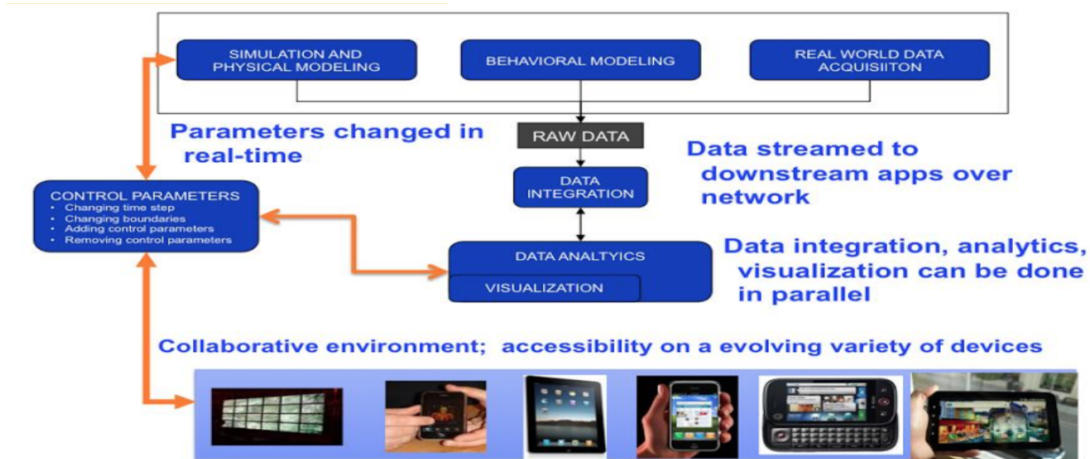 SIMULATION AND
PHYSICAL MODELING
BEHAVIORAL MODELING
REAL WORLD DATA
ACQUISIITON
Parameters changed in
real-time
RAW DATA
Data streamed to
downstream apps over
network
DATA
INTEGRATION
CONTROL PARAMETERS
• Changing time step
• Changing boundaries
• Adding control parameters
• Removing control parameters
DATA ANALTYICS
VISUALIZATION
Data integration, analytics,
visualization can be done
in parallel
Collaborative environment; accessibility on a evolving variety of devices